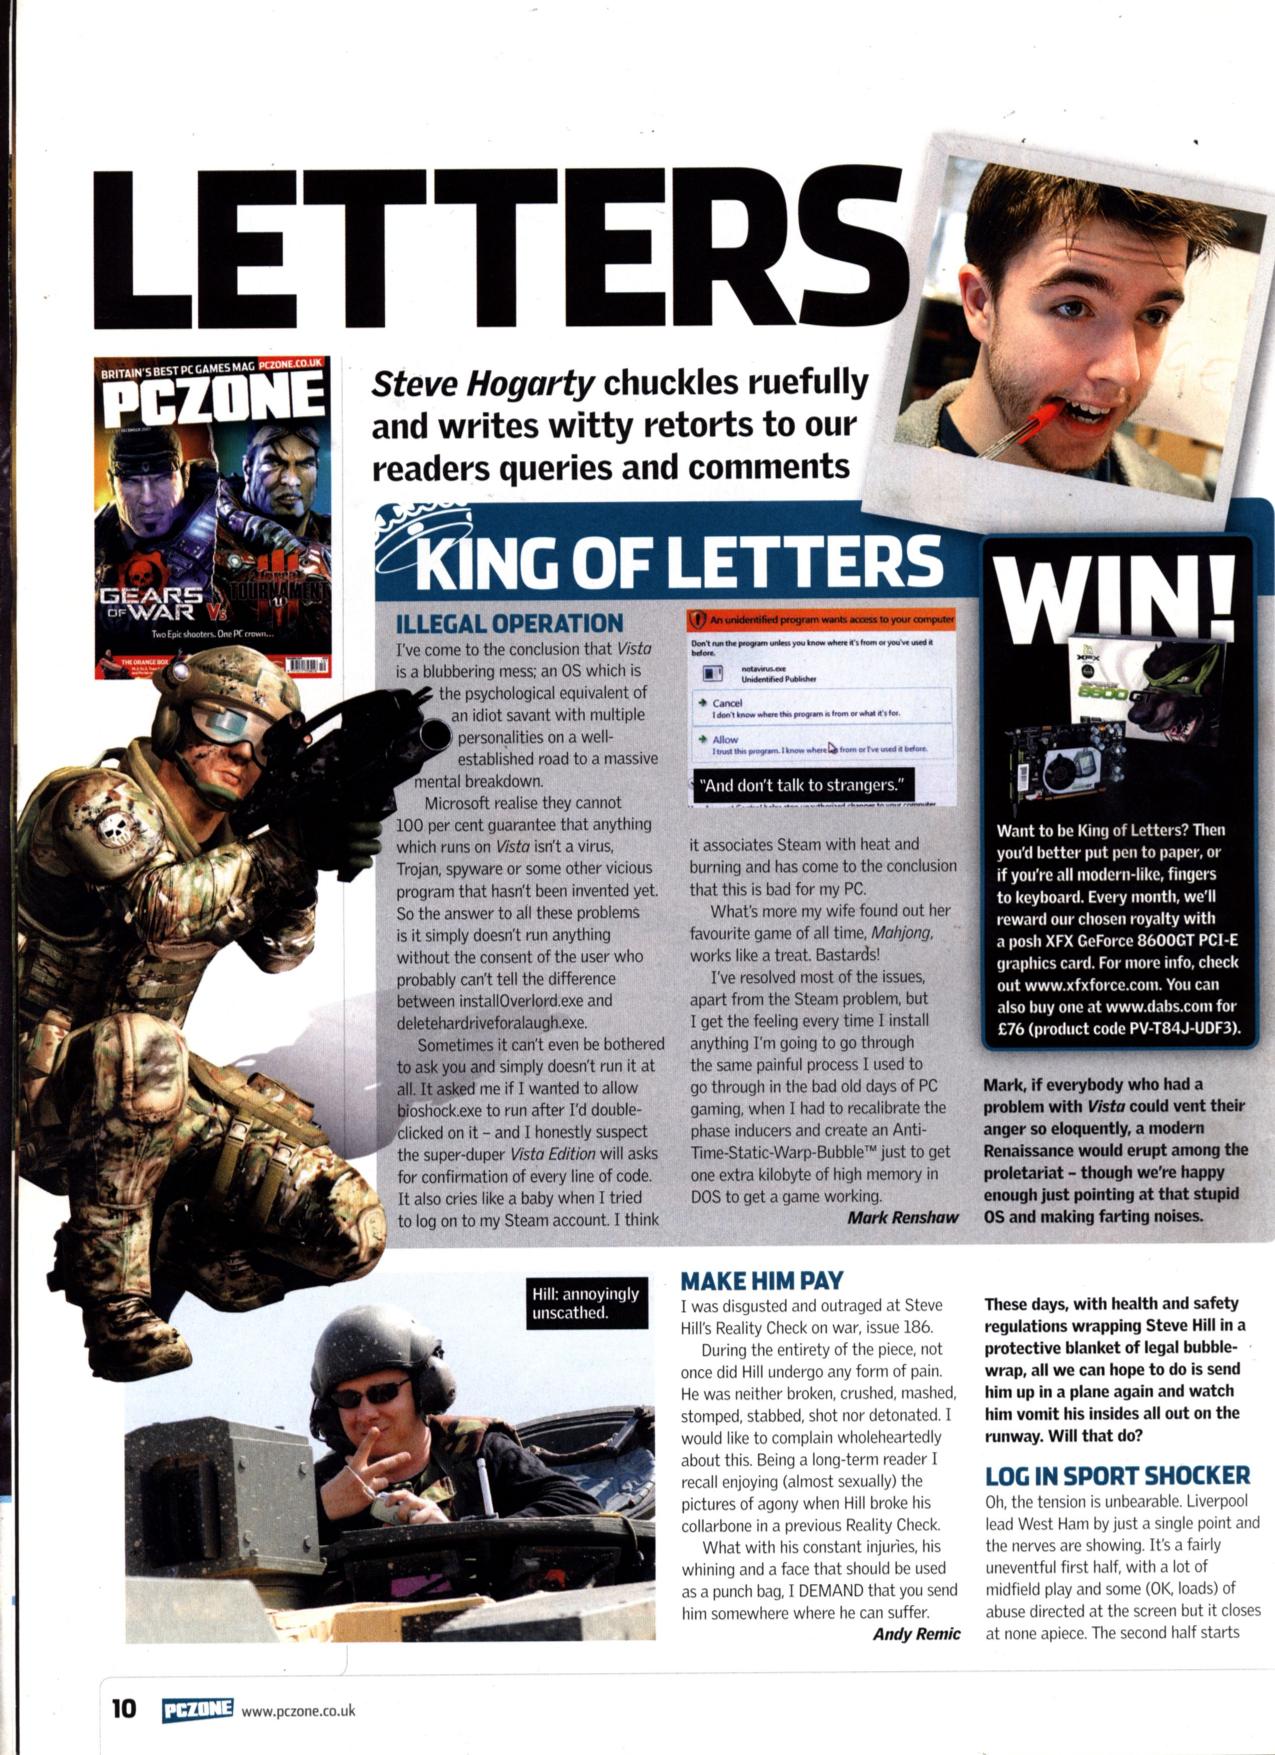 LETTERS
BRITAIN'S BEST PC GAMES MAG PCZONE.CO.UK
PCZONE
GEARS
OF WAR Vs
TOURNAMENT
Two Epic shooters. One PC crown...
THE ORANGE BOX
Steve Hogarty chuckles ruefully
and writes witty retorts to our
readers queries and comments
KING OF LETTERS
ILLEGAL OPERATION
I've come to the conclusion that Vista
is a blubbering mess; an OS which is
the psychological equivalent of
an idiot savant with multiple
personalities on a well-
established road to a massive
mental breakdown.
Microsoft realise they cannot
100 per cent guarantee that anything
which runs on Vista isn't a virus,
Trojan, spyware or some other vicious
program that hasn't been invented yet.
So the answer to all these problems
is it simply doesn't run anything
without the consent of the user who
probably can't tell the difference
between installOverlord.exe and
deletehardriveforalaugh.exe.
Sometimes it can't even be bothered
to ask you and simply doesn't run it at
all. It asked me if I wanted to allow
bioshock.exe to run after I'd double-
clicked on it – and I honestly suspect
the super-duper Vista Edition will asks
for confirmation of every line of code.
It also cries like a baby when I tried
to log on to my Steam account. I think
An unidentified program wants access to your computer
Don't run the program unless you know where it's from or you've used it
before.
notavirus.exe
Unidentified Publisher
Cancel
I don't know where this program is from or what it's for.
Allow
I trust this program. I know where it's from or I've used it before.
"And don't talk to strangers."
it associates Steam with heat and
burning and has come to the conclusion
that this is bad for my PC.
What's more my wife found out her
favourite game of all time, Mahjong,
works like a treat. Bastards!
I've resolved most of the issues,
apart from the Steam problem, but
I get the feeling every time I install
anything I'm going to go through
the same painful process I used to
go through in the bad old days of PC
gaming, when I had to recalibrate the
phase inducers and create an Anti-
Time-Static-Warp-Bubble™ just to get
one extra kilobyte of high memory in
DOS to get a game working.
Mark Renshaw
WIN!
XFX
8600GT
Want to be King of Letters? Then
you'd better put pen to paper, or
if you're all modern-like, fingers
to keyboard. Every month, we'll
reward our chosen royalty with
a posh XFX GeForce 8600GT PCI-E
graphics card. For more info, check
out www.xfxforce.com. You can
also buy one at www.dabs.com for
£76 (product code PV-T84J-UDF3).
Mark, if everybody who had a
problem with Vista could vent their
anger so eloquently, a modern
Renaissance would erupt among the
proletariat – though we're happy
enough just pointing at that stupid
OS and making farting noises.
Hill: annoyingly
unscathed.
MAKE HIM PAY
I was disgusted and outraged at Steve
Hill's Reality Check on war, issue 186.
During the entirety of the piece, not
once did Hill undergo any form of pain.
He was neither broken, crushed, mashed,
stomped, stabbed, shot nor detonated. I
would like to complain wholeheartedly
about this. Being a long-term reader I
recall enjoying (almost sexually) the
pictures of agony when Hill broke his
collarbone in a previous Reality Check.
What with his constant injuries, his
whining and a face that should be used
as a punch bag, I DEMAND that you send
him somewhere where he can suffer.
Andy Remic
These days, with health and safety
regulations wrapping Steve Hill in a
protective blanket of legal bubble-
wrap, all we can hope to do is send
him up in a plane again and watch
him vomit his insides all out on the
runway. Will that do?
LOG IN SPORT SHOCKER
Oh, the tension is unbearable. Liverpool
lead West Ham by just a single point and
the nerves are showing. It's a fairly
uneventful first half, with a lot of
midfield play and some (OK, loads) of
abuse directed at the screen but it closes
at none apiece. The second half starts
10 PCZONE www.pczone.co.uk